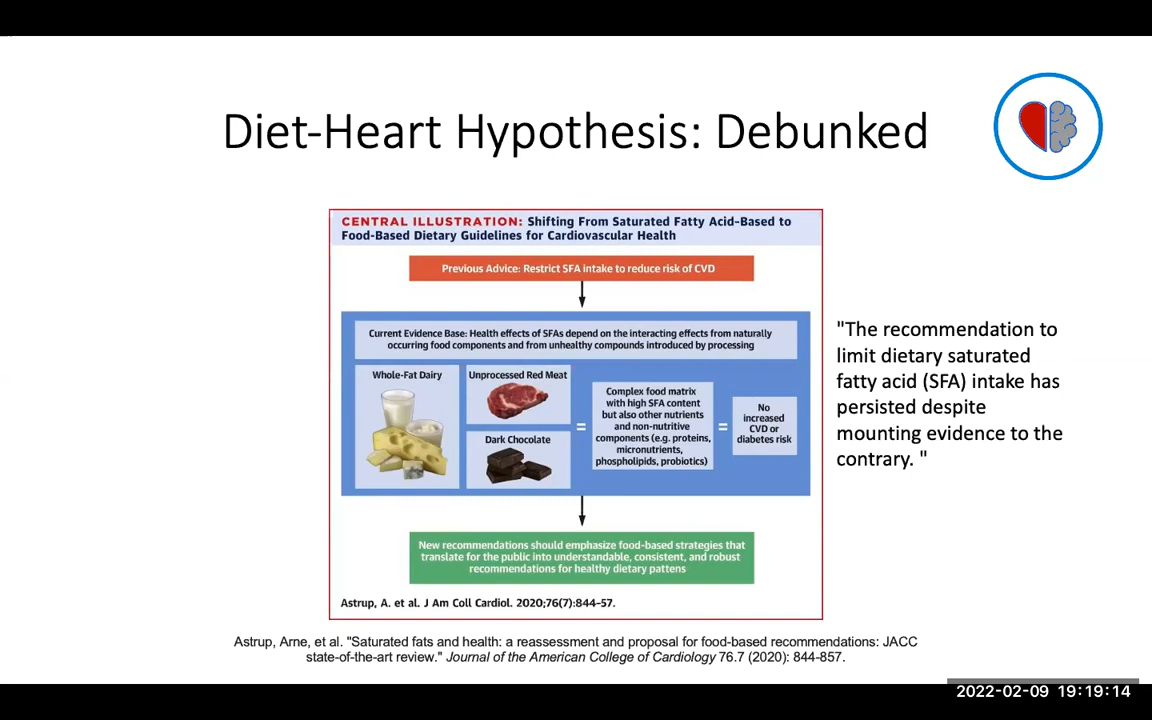 Diet-Heart Hypothesis: Debunked
CENTRAL ILLUSTRATION: Shifting From Saturated Fatty Acid-Based to
Food-Based Dietary Guidelines for Cardiovascular Health
Previous Advice: Restrict SFA intake to reduce risk of CVD
Current Evidence Base: Health effects of SFAs depend on the interacting effects from naturally
occurring food components and from unhealthy compounds introduced by processing
Whole-Fat Dairy
Unprocessed Red Meat
Dark Chocolate
=
Complex food matrix
with high SFA content
but also other nutrients
and non-nutritive
components (e.g. proteins,
micronutrients,
phospholipids, probiotics)
=
No
increased
CVD or
diabetes risk
New recommendations should emphasize food-based strategies that
translate for the public into understandable, consistent, and robust
recommendations for healthy dietary pattens
Astrup, A. et al. J Am Coll Cardiol. 2020;76(7):844-57.
"The recommendation to
limit dietary saturated
fatty acid (SFA) intake has
persisted despite
mounting evidence to the
contrary. "
Astrup, Arne, et al. "Saturated fats and health: a reassessment and proposal for food-based recommendations: JACC
state-of-the-art review." Journal of the American College of Cardiology 76.7 (2020): 844-857.
2022-02-09 19:19:14